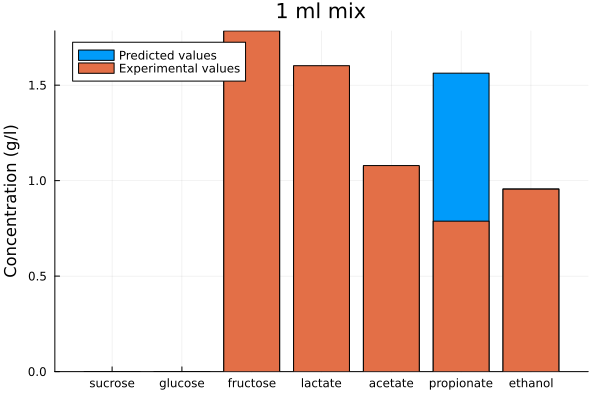 1 ml mix
Predicted values
Experimental values
Concentration (g/l)
1.5
1.0
0.5
0.0
sucrose glucose fructose lactate acetate propionate ethanol